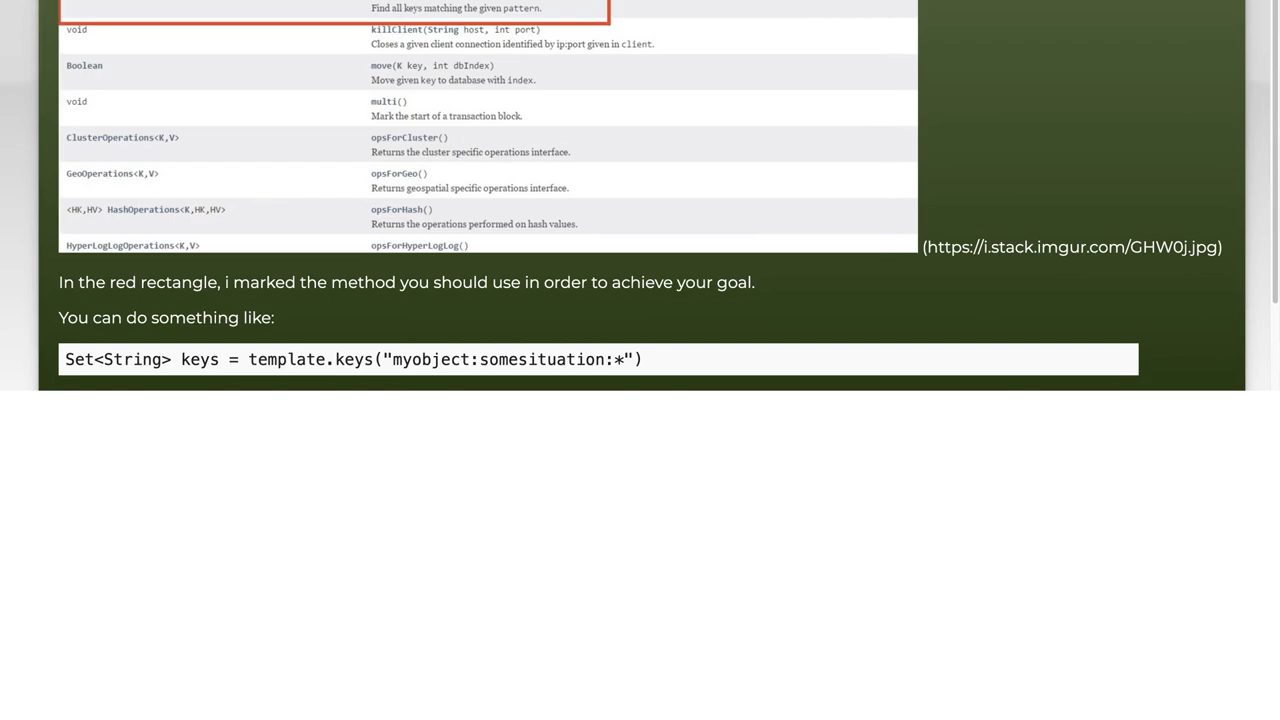 Find all keys matching the given pattern.
void killClient(String host, int port)
Closes a given client connection identified by ip:port given in client.
Boolean move(K key, int dbIndex)
Move given key to database with index.
void multi()
Mark the start of a transaction block.
ClusterOperations<K,V> opsForCluster()
Returns the cluster specific operations interface.
GeoOperations<K,V> opsForGeo()
Returns geospatial specific operations interface.
<HK,HV> HashOperations<K,HK,HV> opsForHash()
Returns the operations performed on hash values.
HyperLogLogOperations<K,V> opsForHyperLogLog()
(https://i.stack.imgur.com/GHW0j.jpg)
In the red rectangle, i marked the method you should use in order to achieve your goal.
You can do something like:
Set<String> keys = template.keys("myobject:somesituation:*")